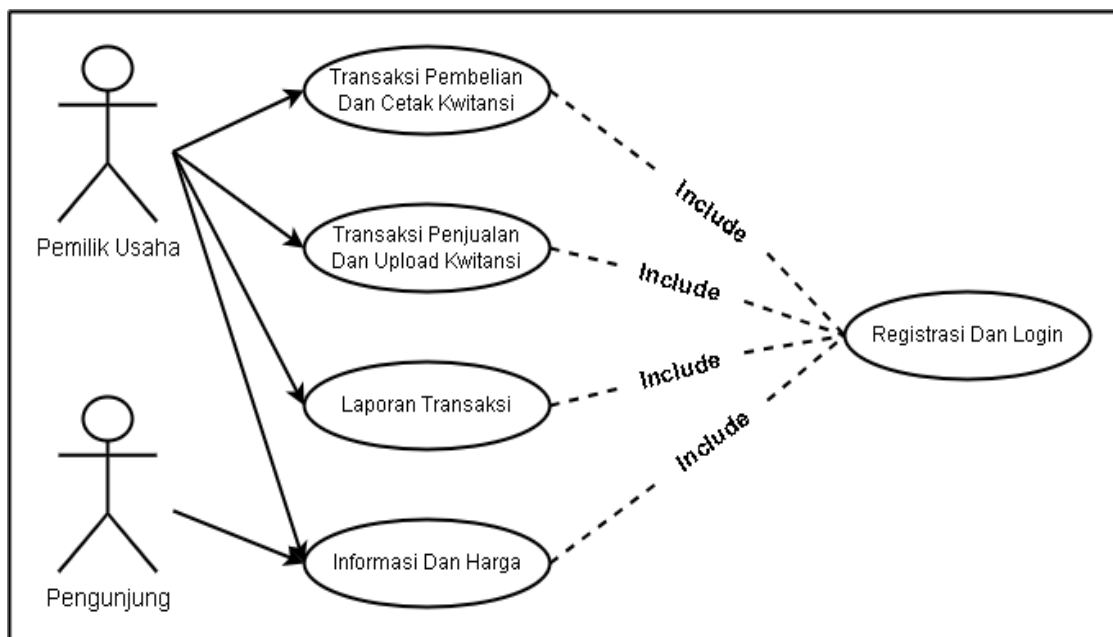 Transaksi Pembelian
Dan Cetak Kwitansi
Pemilik Usaha
Include
Transaksi Penjualan
Dan Upload Kwitansi
Include
Registrasi Dan Login
Laporan Transaksi
Include
Include
Pengunjung
Informasi Dan Harga